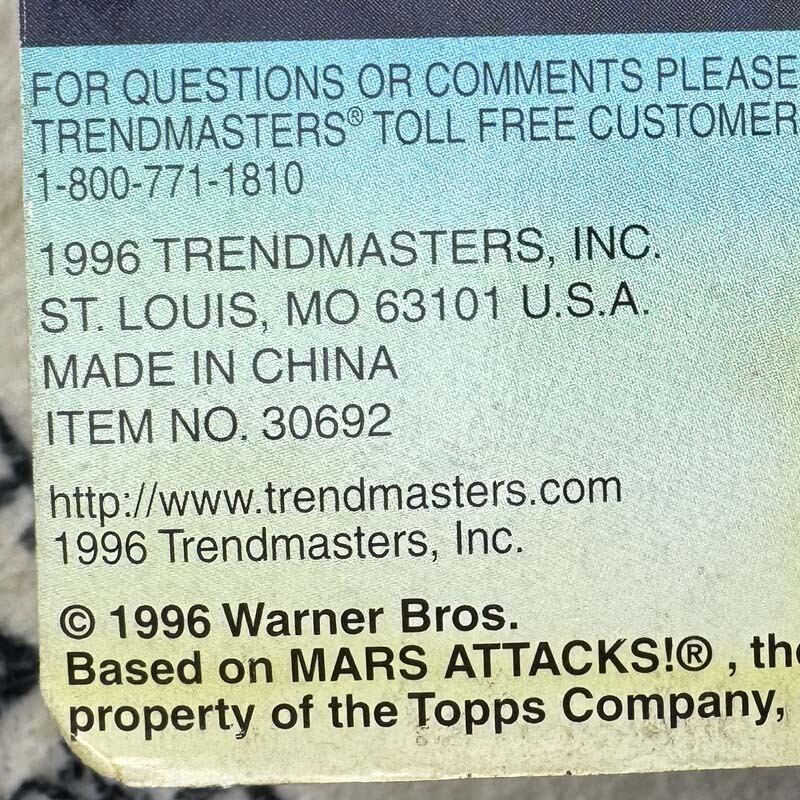 FOR QUESTIONS OR COMMENTS PLEASE
TRENDMASTERS® TOLL FREE CUSTOMER
1-800-771-1810
1996 TRENDMASTERS, INC.
ST. LOUIS, MO 63101 U.S.A.
MADE IN CHINA
ITEM NO. 30692
http://www.trendmasters.com
1996 Trendmasters, Inc.
© 1996 Warner Bros.
Based on MARS ATTACKS!® , the
property of the Topps Company,